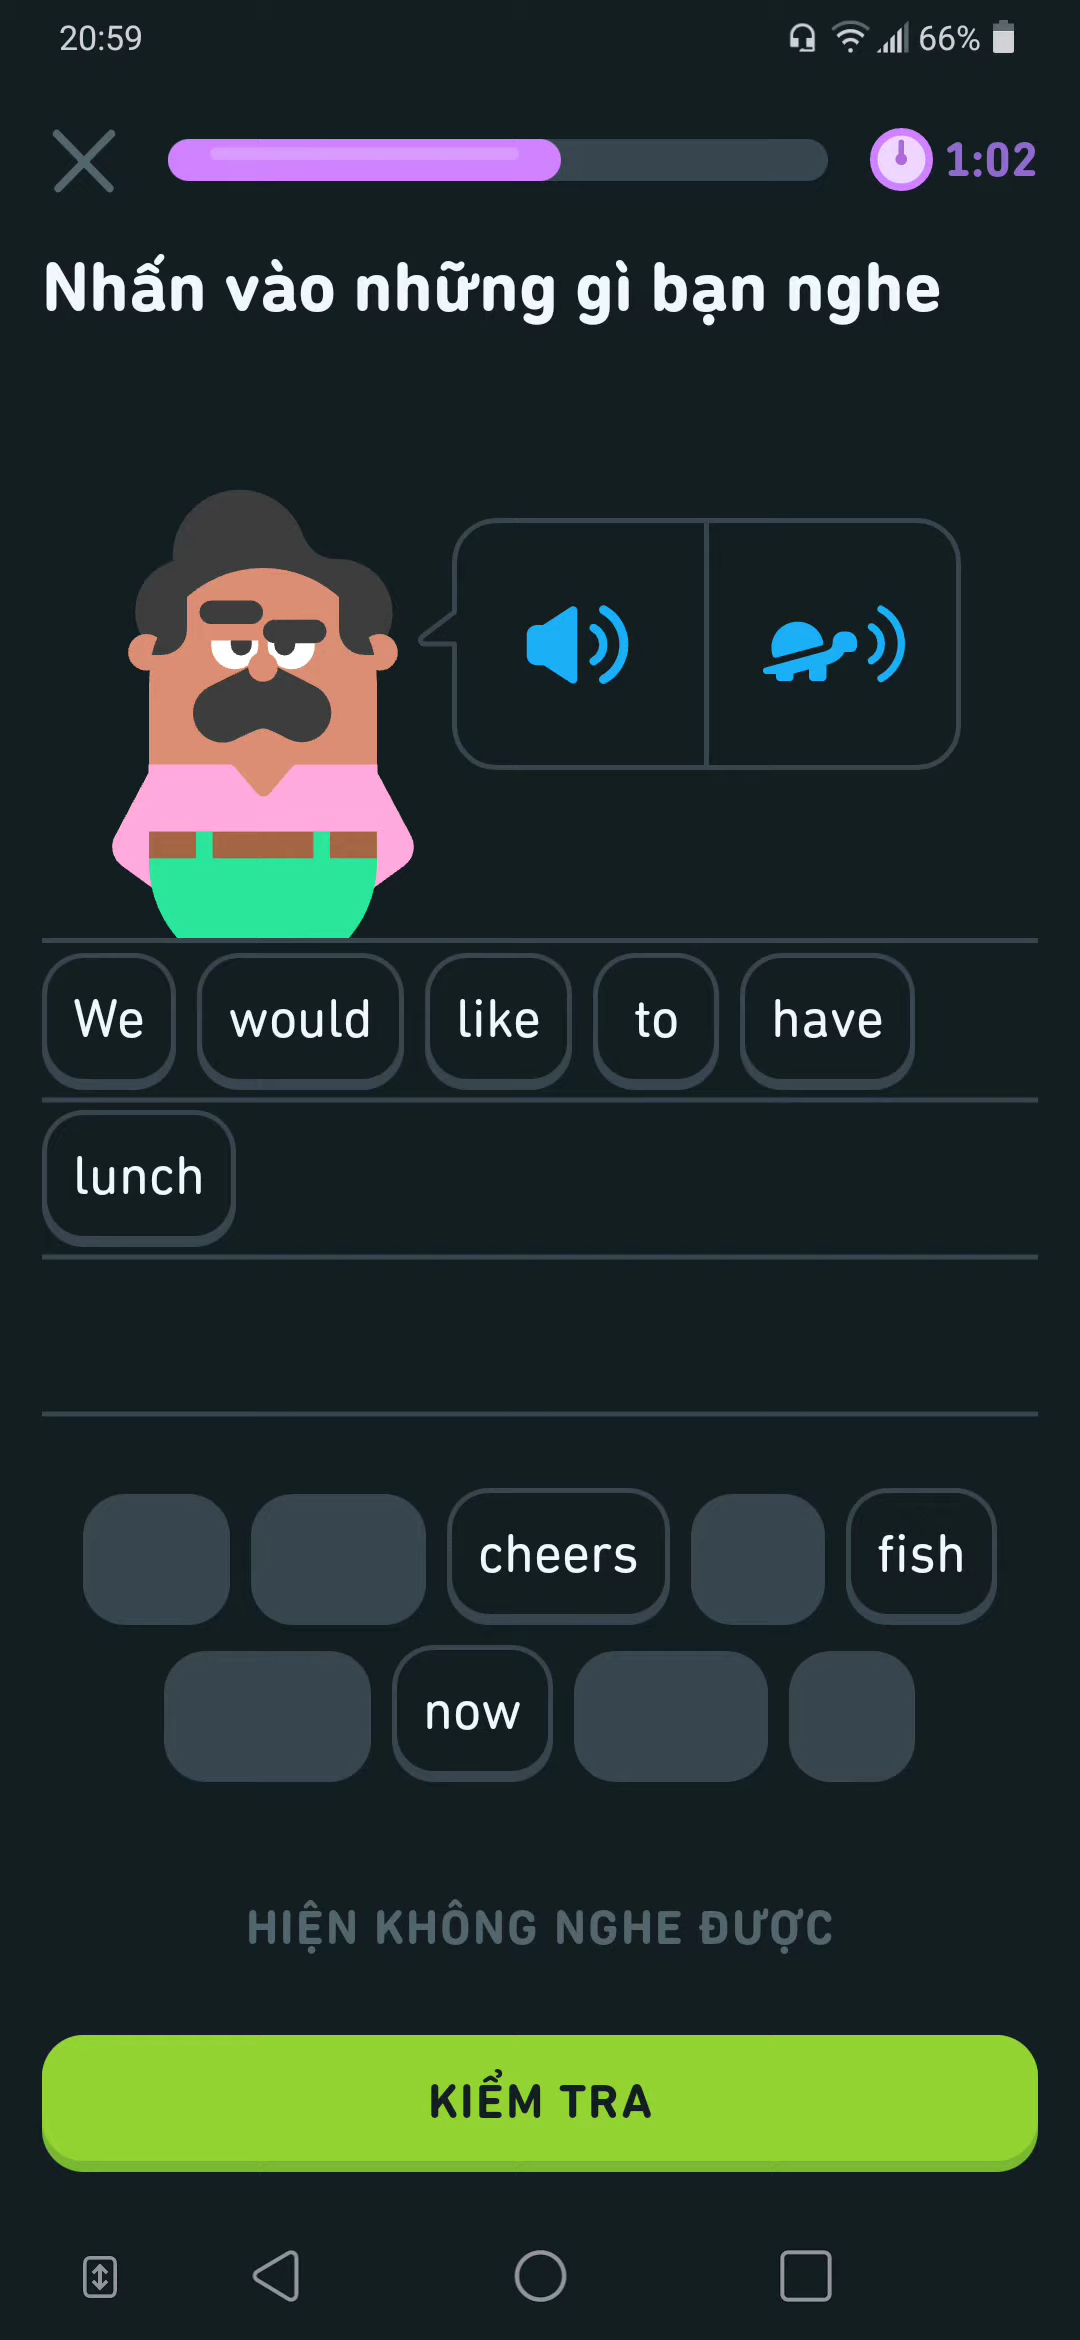 20:59 66%
1:02
Nhấn vào những gì bạn nghe
We would like to have
lunch
cheers fish
now
HIỆN KHÔNG NGHE ĐƯỢC
KIỂM TRA